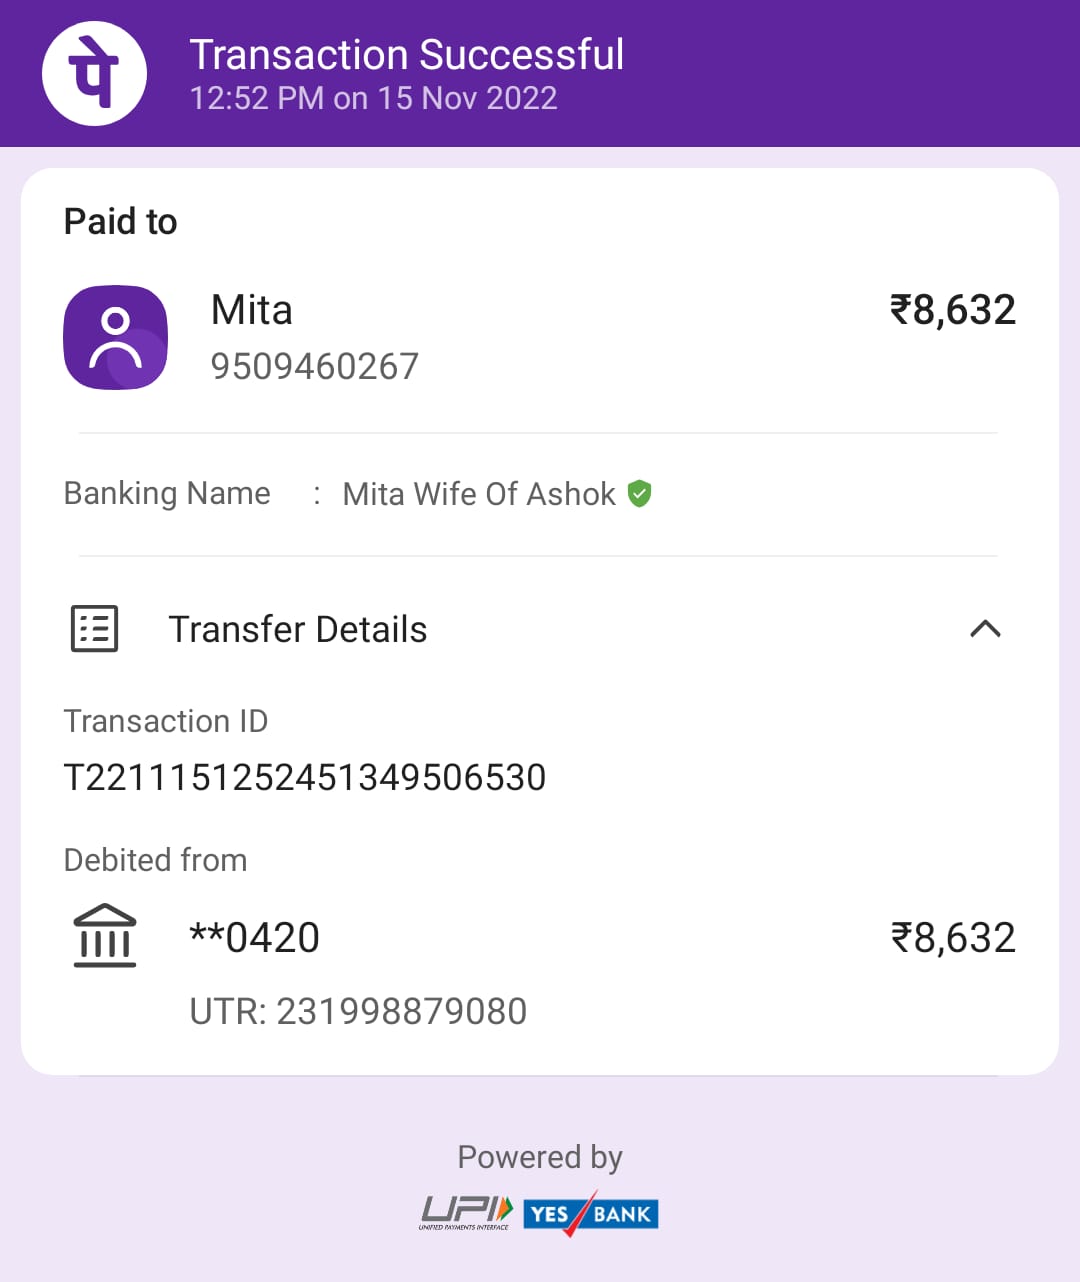 पे
Transaction Successful
12:52 PM on 15 Nov 2022
Paid to
Mita ₹8,632
9509460267
Banking Name : Mita Wife Of Ashok
Transfer Details
Transaction ID
T2211151252451349506530
Debited from
**0420 ₹8,632
UTR: 231998879080
Powered by
UPI YES BANK
UNIFIED PAYMENTS INTERFACE